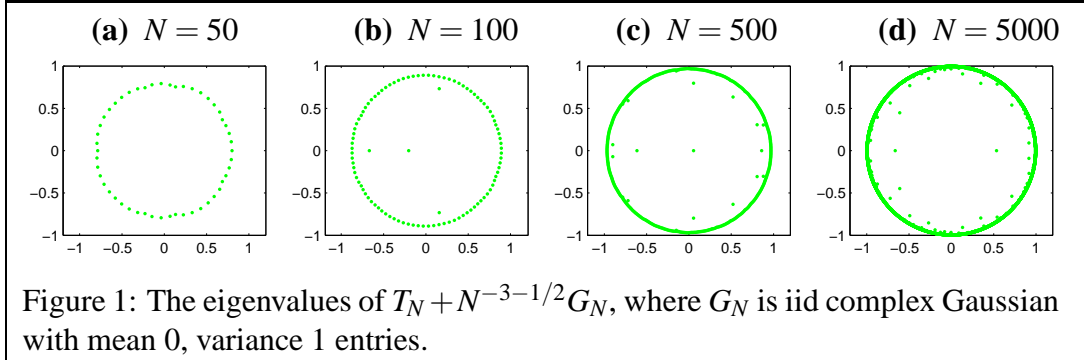 (a) N = 50 (b) N = 100 (c) N = 500 (d) N = 5000
1 1 1 1
0.5 0.5 0.5 0.5
0 0 0 0
−0.5 −0.5 −0.5 −0.5
−1 −1 −1 −1
−1 −0.5 0 0.5 1 −1 −0.5 0 0.5 1 −1 −0.5 0 0.5 1 −1 −0.5 0 0.5 1
Figure 1: The eigenvalues of T_N + N^{−3−1/2}G_N, where G_N is iid complex Gaussian
with mean 0, variance 1 entries.